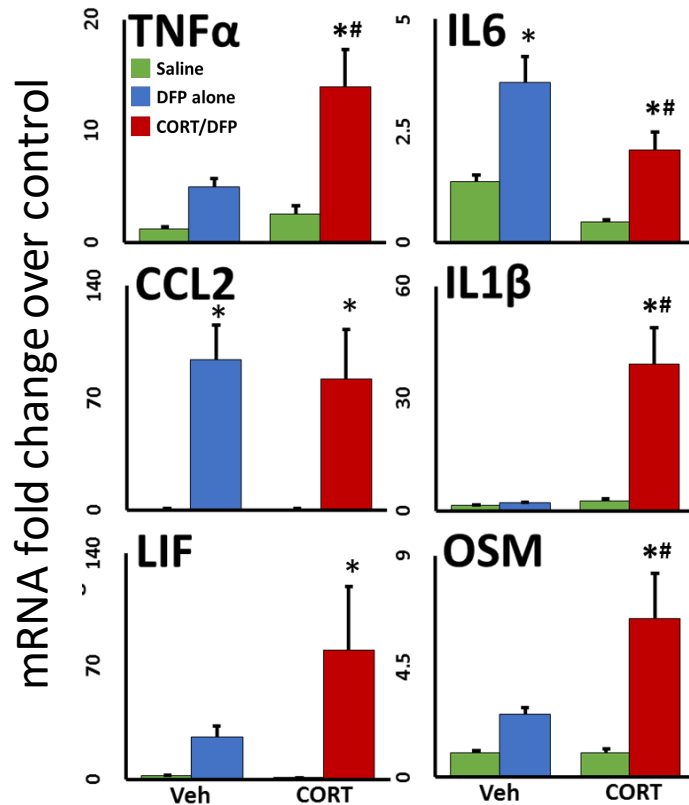 mRNA fold change over control
TNFα
Saline
DFP alone
CORT/DFP
*#
20
10
0
IL6
*
*#
5
2.5
0
CCL2
*
*
140
70
0
IL1β
*#
60
30
0
LIF
*
140
70
0
OSM
*#
9
4.5
0
Veh CORT
Veh CORT